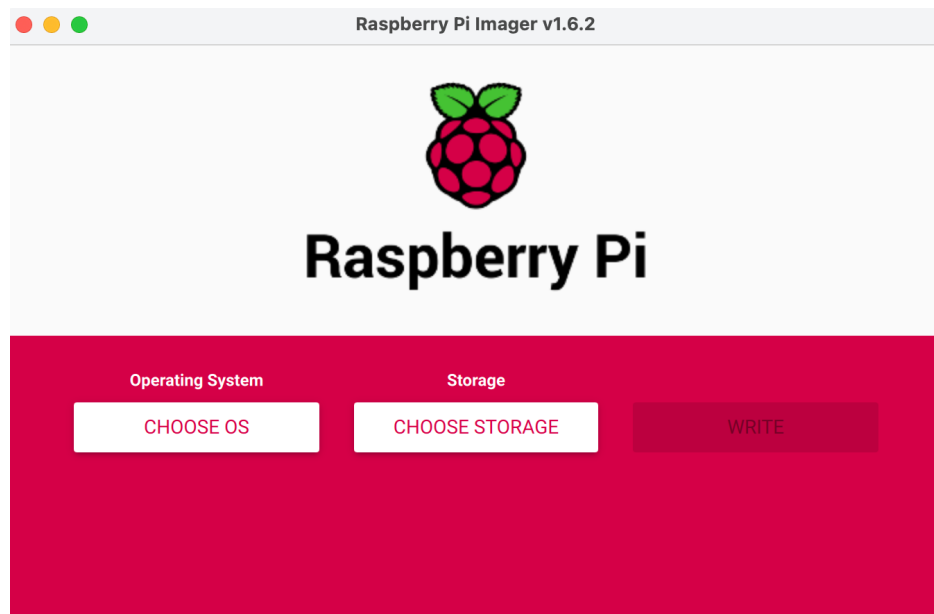 Raspberry Pi Imager v1.6.2
Raspberry Pi
Operating System
Storage
CHOOSE OS
CHOOSE STORAGE
WRITE